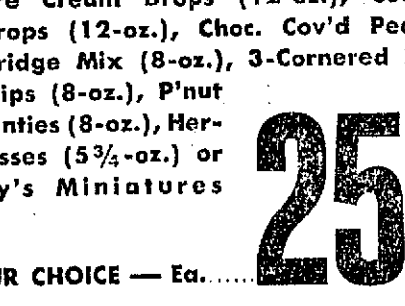 Cream Drops (12-oz.),
rops (12-oz.), Choc. Cov'd Pe
ridge Mix (8-oz.), 3-Cornered
ips (8-oz.), P'nut
nties (8-oz.), Her-
sses (5¾-oz.) or
y's Miniatures
25
UR CHOICE — Ea.......